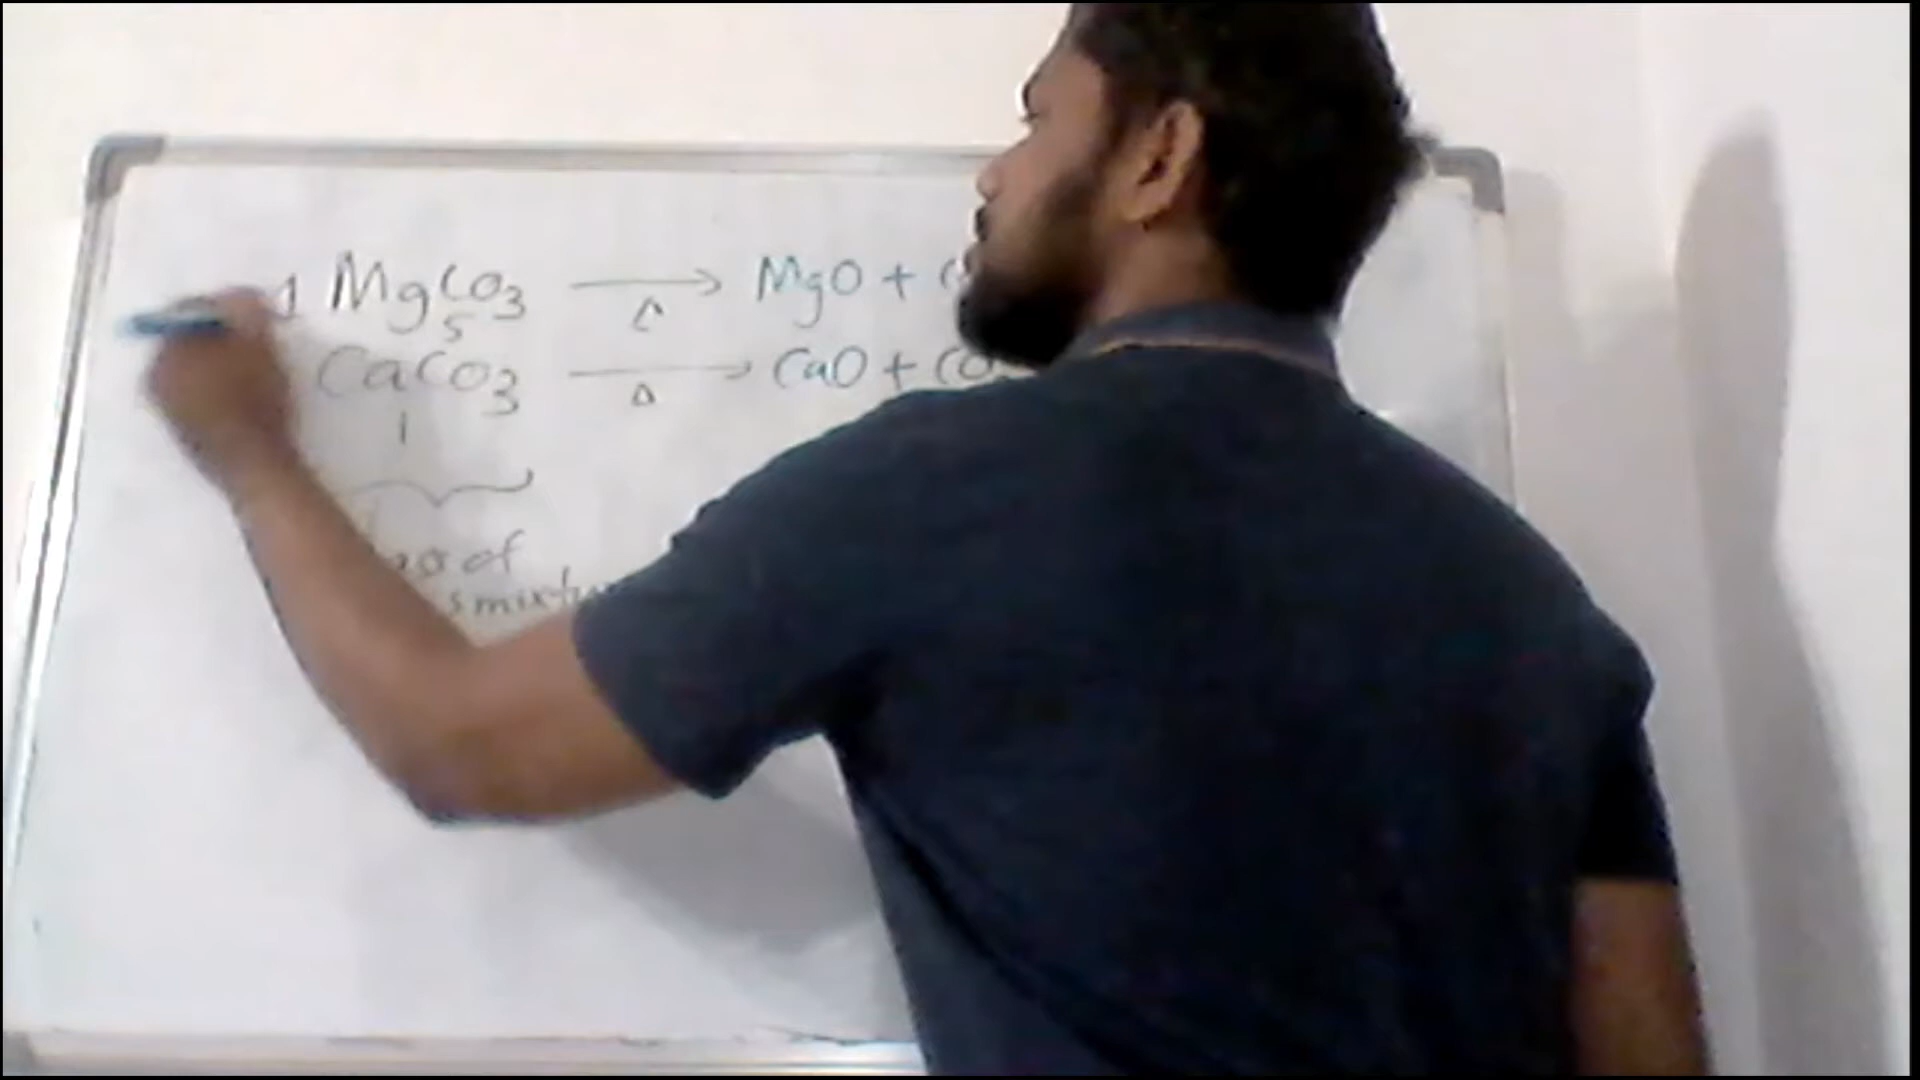 1 MgCO3 → MgO +
Δ
5
CaCO3 → CaO + CO
Δ
1
of
mixtu